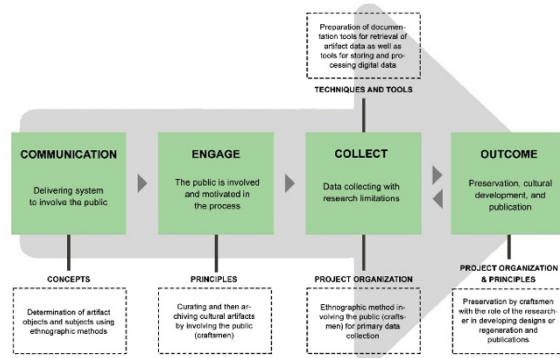 Preparation of documen-
tation tools for retrieval of
artifact data as well as
tools for storing and pro-
cessing digital data
TECHNIQUES AND TOOLS
COMMUNICATION
Delivering system
to involve the public
ENGAGE
The public is involved
and motivated in
the process
COLLECT
Data collecting with
research limitations
OUTCOME
Preservation, cultural
development, and
publication
CONCEPTS
Determination of artifact
objects and subjects using
ethnographic methods
PRINCIPLES
Curating and then ar-
chiving cultural artifacts
by involving the public
(craftsmen)
PROJECT ORGANIZATION
Ethnographic method in-
volving the public (crafts-
men) for primary data
collection
PROJECT ORGANIZATION
& PRINCIPLES
Preservation by craftsmen
with the role of the research-
er in developing designs or
regeneration and
publications